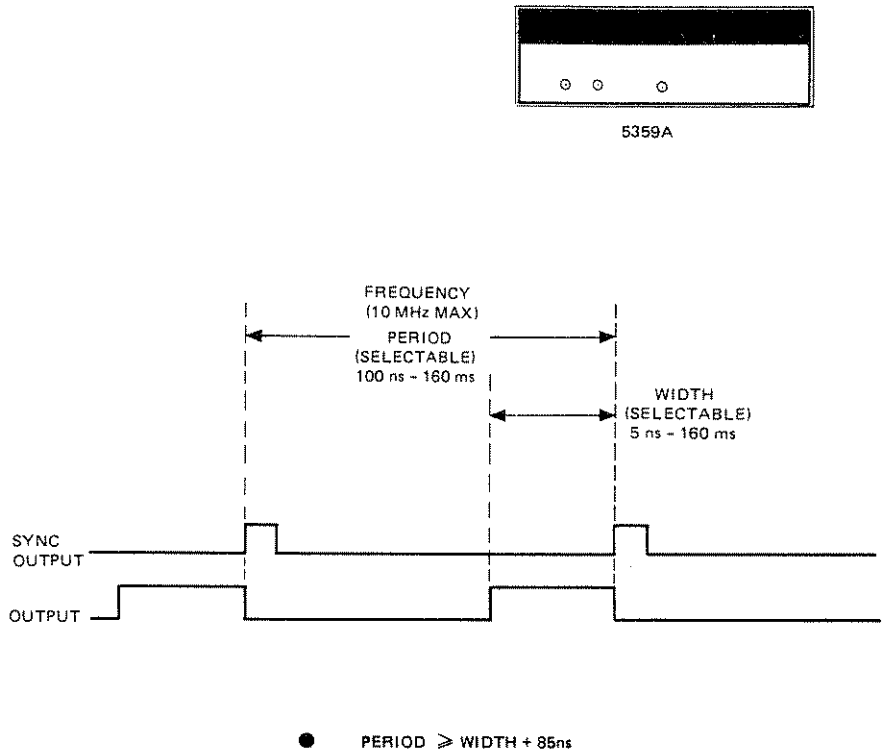 5359A
FREQUENCY
(10 MHz MAX)
PERIOD
(SELECTABLE)
100 ns - 160 ms
WIDTH
(SELECTABLE)
5 ns - 160 ms
SYNC
OUTPUT
OUTPUT
● PERIOD ⩾ WIDTH + 85ns